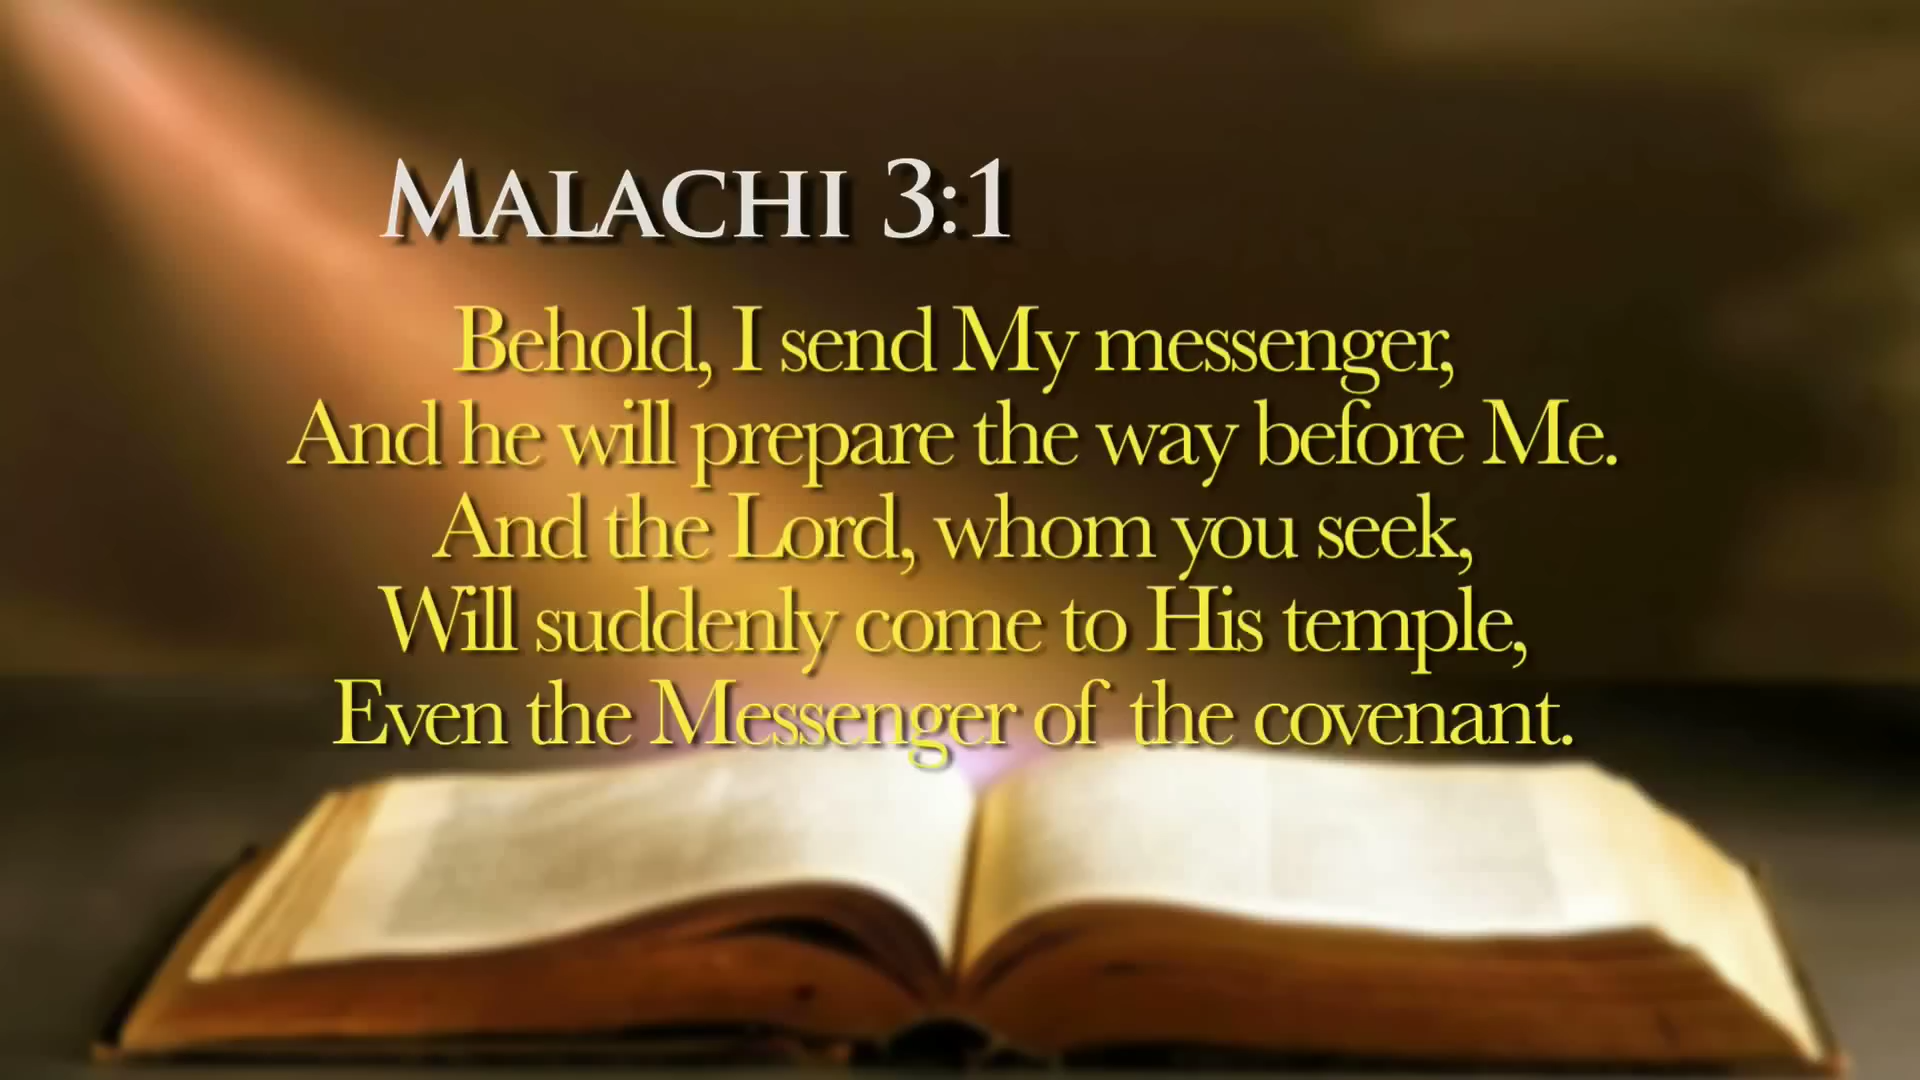 Malachi 3:1
Behold, I send My messenger,
And he will prepare the way before Me.
And the Lord, whom you seek,
Will suddenly come to His temple,
Even the Messenger of the covenant.